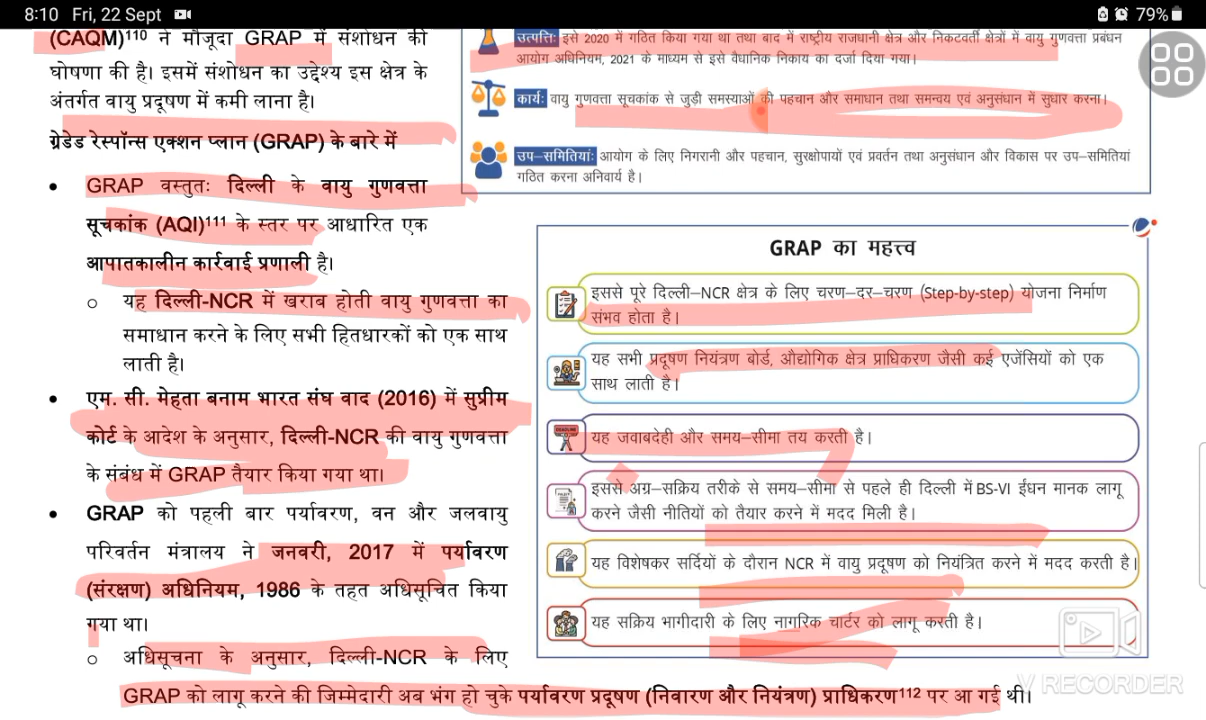 8:10 Fri, 22 Sept
79%
(CAQM)110 ने मौजूदा GRAP में संशोधन की
घोषणा की है। इसमें संशोधन का उद्देश्य इस क्षेत्र के
अंतर्गत वायु प्रदूषण में कमी लाना है।
ग्रेडेड रेस्पॉन्स एक्शन प्लान (GRAP) के बारे में
• GRAP वस्तुतः दिल्ली के वायु गुणवत्ता
सूचकांक (AQI)111 के स्तर पर आधारित एक
आपातकालीन कार्रवाई प्रणाली है।
o यह दिल्ली-NCR में खराब होती वायु गुणवत्ता का
समाधान करने के लिए सभी हितधारकों को एक साथ
लाती है।
• एम. सी. मेहता बनाम भारत संघ वाद (2016) में सुप्रीम
कोर्ट के आदेश के अनुसार, दिल्ली-NCR की वायु गुणवत्ता
के संबंध में GRAP तैयार किया गया था।
• GRAP को पहली बार पर्यावरण, वन और जलवायु
परिवर्तन मंत्रालय ने जनवरी, 2017 में पर्यावरण
(संरक्षण) अधिनियम, 1986 के तहत अधिसूचित किया
गया था।
o अधिसूचना के अनुसार, दिल्ली-NCR के लिए
GRAP को लागू करने की जिम्मेदारी अब भंग हो चुके पर्यावरण प्रदूषण (निवारण और नियंत्रण) प्राधिकरण112 पर आ गई थी।
उत्पत्तिः इसे 2020 में गठित किया गया था तथा बाद में राष्ट्रीय राजधानी क्षेत्र और निकटवर्ती क्षेत्रों में वायु गुणवत्ता प्रबंधन
आयोग अधिनियम, 2021 के माध्यम से इसे वैधानिक निकाय का दर्जा दिया गया।
कार्यः वायु गुणवत्ता सूचकांक से जुड़ी समस्याओं की पहचान और समाधान तथा समन्वय एवं अनुसंधान में सुधार करना।
उप–समितियांः आयोग के लिए निगरानी और पहचान, सुरक्षोपायों एवं प्रवर्तन तथा अनुसंधान और विकास पर उप–समितियां
गठित करना अनिवार्य है।
GRAP का महत्त्व
इससे पूरे दिल्ली–NCR क्षेत्र के लिए चरण–दर–चरण (Step-by-step) योजना निर्माण
संभव होता है।
यह सभी प्रदूषण नियंत्रण बोर्ड, औद्योगिक क्षेत्र प्राधिकरण जैसी कई एजेंसियों को एक
साथ लाती है।
यह जवाबदेही और समय–सीमा तय करती है।
इससे अग्र–सक्रिय तरीके से समय–सीमा से पहले ही दिल्ली में BS-VI ईंधन मानक लागू
करने जैसी नीतियों को तैयार करने में मदद मिली है।
यह विशेषकर सर्दियों के दौरान NCR में वायु प्रदूषण को नियंत्रित करने में मदद करती है।
यह सक्रिय भागीदारी के लिए नागरिक चार्टर को लागू करती है।
V RECORDER